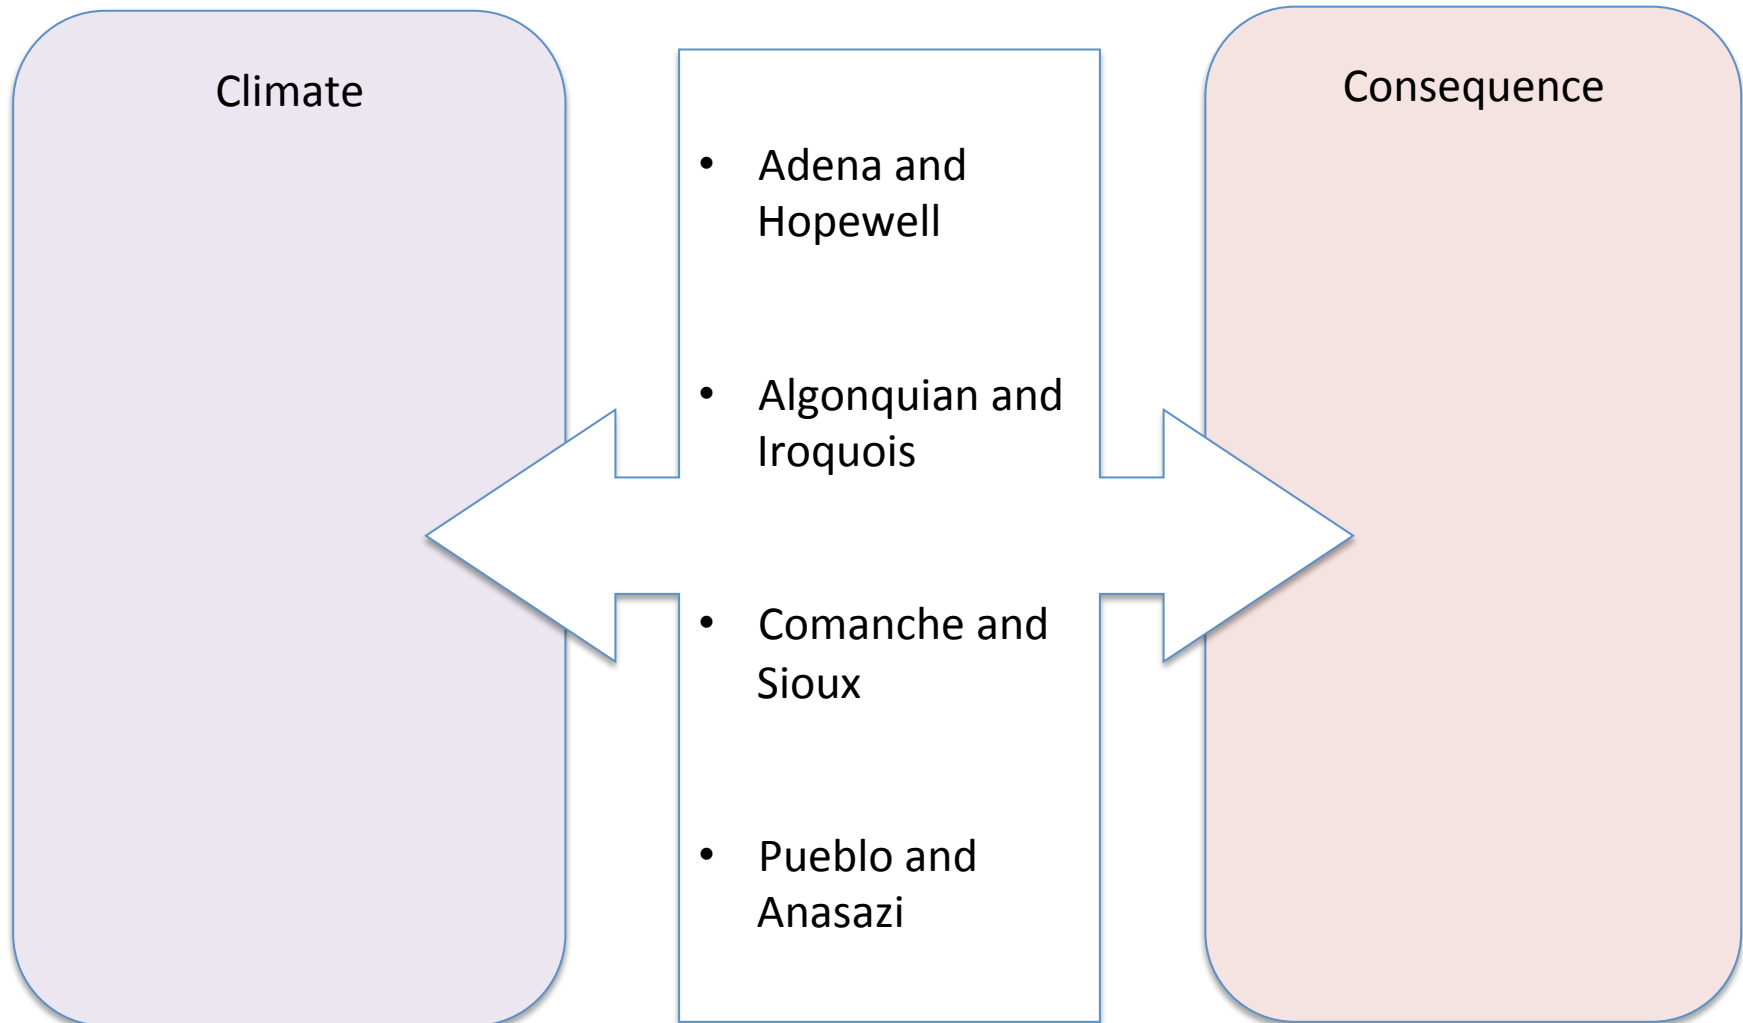 Climate
• Adena and
Hopewell
• Algonquian and
Iroquois
• Comanche and
Sioux
• Pueblo and
Anasazi
Consequence